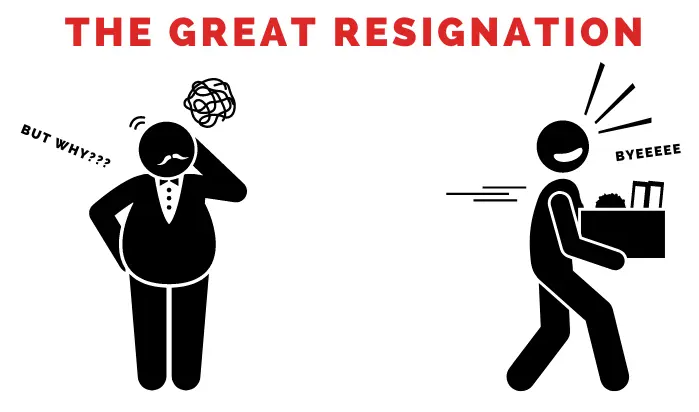 THE GREAT RESIGNATION
BUT WHY???
BYEEEEE